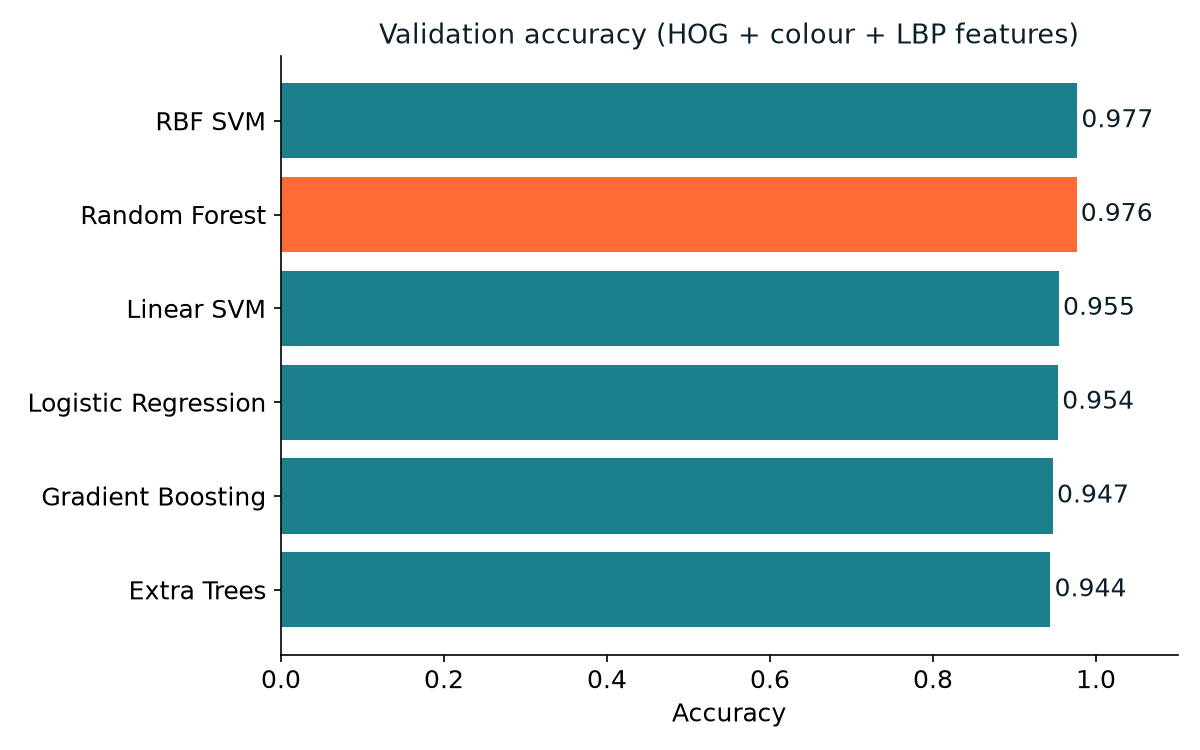 Validation accuracy (HOG + colour + LBP features)
RBF SVM 0.977
Random Forest 0.976
Linear SVM 0.955
Logistic Regression 0.954
Gradient Boosting 0.947
Extra Trees 0.944
0.0 0.2 0.4 0.6 0.8 1.0
Accuracy